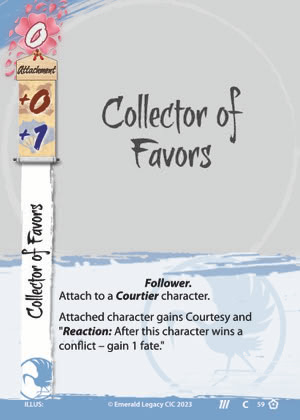 0
Attachment
+0
+1
Collector of
Favors
Collector of Favors
Follower.
Attach to a Courtier character.
Attached character gains Courtesy and
"Reaction: After this character wins a
conflict – gain 1 fate."
ILLUS:
© Emerald Legacy CIC 2023
C
59